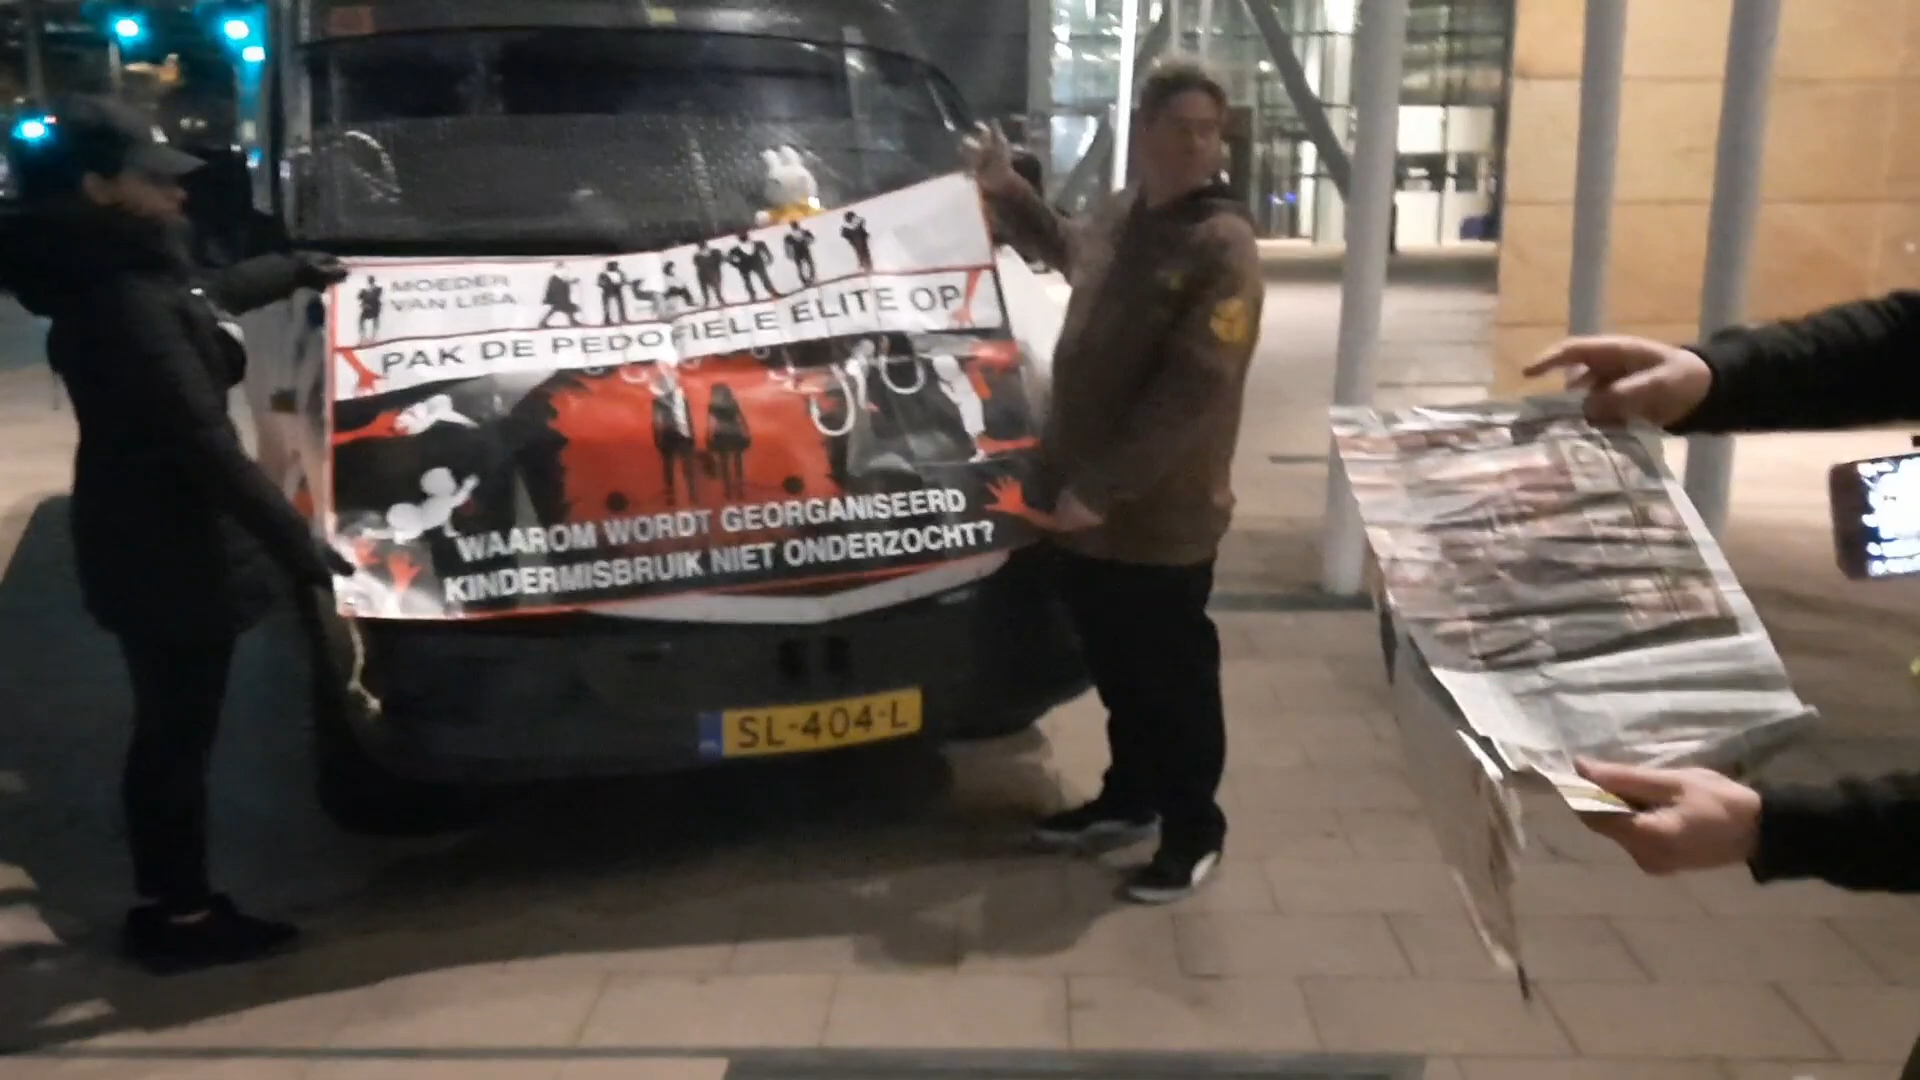 MOEDER
VAN LISA
PAK DE PEDOFIELE ELITE OP
WAAROM WORDT GEORGANISEERD
KINDERMISBRUIK NIET ONDERZOCHT?
SL-404-L